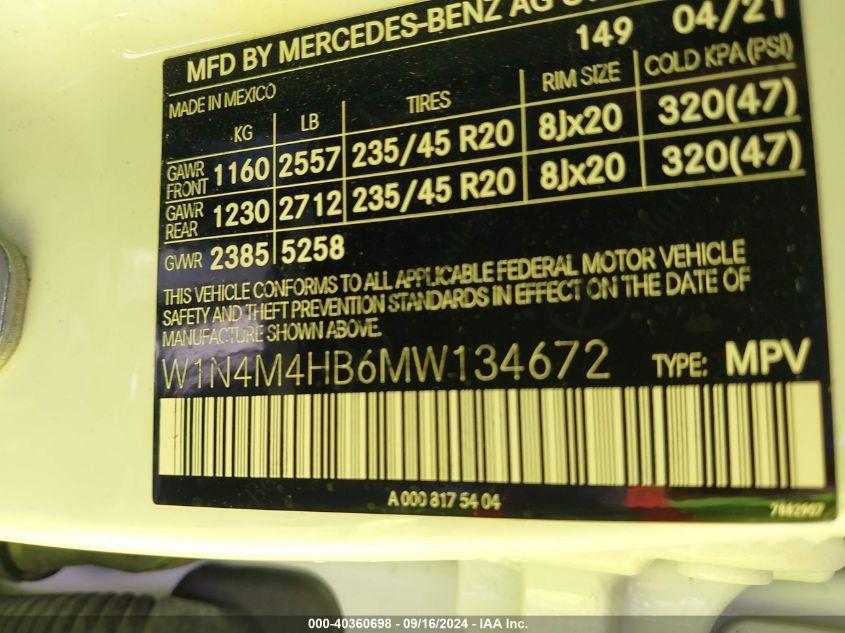 MFD BY MERCEDES-BENZ AG
149 04/21
MADE IN MEXICO
KG LB TIRES RIM SIZE COLD KPA (PSI)
GAWR FRONT 1160 2557 235/45 R20 8Jx20 320(47)
GAWR REAR 1230 2712 235/45 R20 8Jx20 320(47)
GVWR 2385 5258
THIS VEHICLE CONFORMS TO ALL APPLICABLE FEDERAL MOTOR VEHICLE
SAFETY AND THEFT PREVENTION STANDARDS IN EFFECT ON THE DATE OF
MANUFACTURE SHOWN ABOVE.
W1N4M4HB6MW134672 TYPE: MPV
A 000 817 54 04
7882907
000-40360698 - 09/16/2024 - IAA Inc.